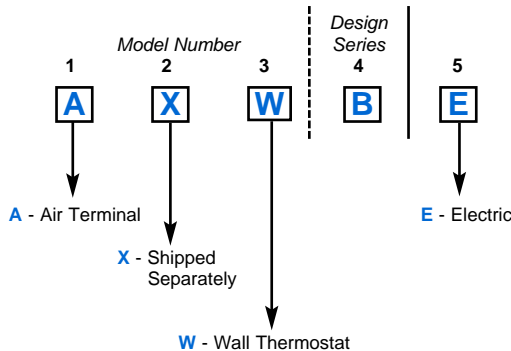 Model Number
Design
Series
1 2 3 4 5
A X W B E
A - Air Terminal
E - Electric
X - Shipped
Separately
W - Wall Thermostat